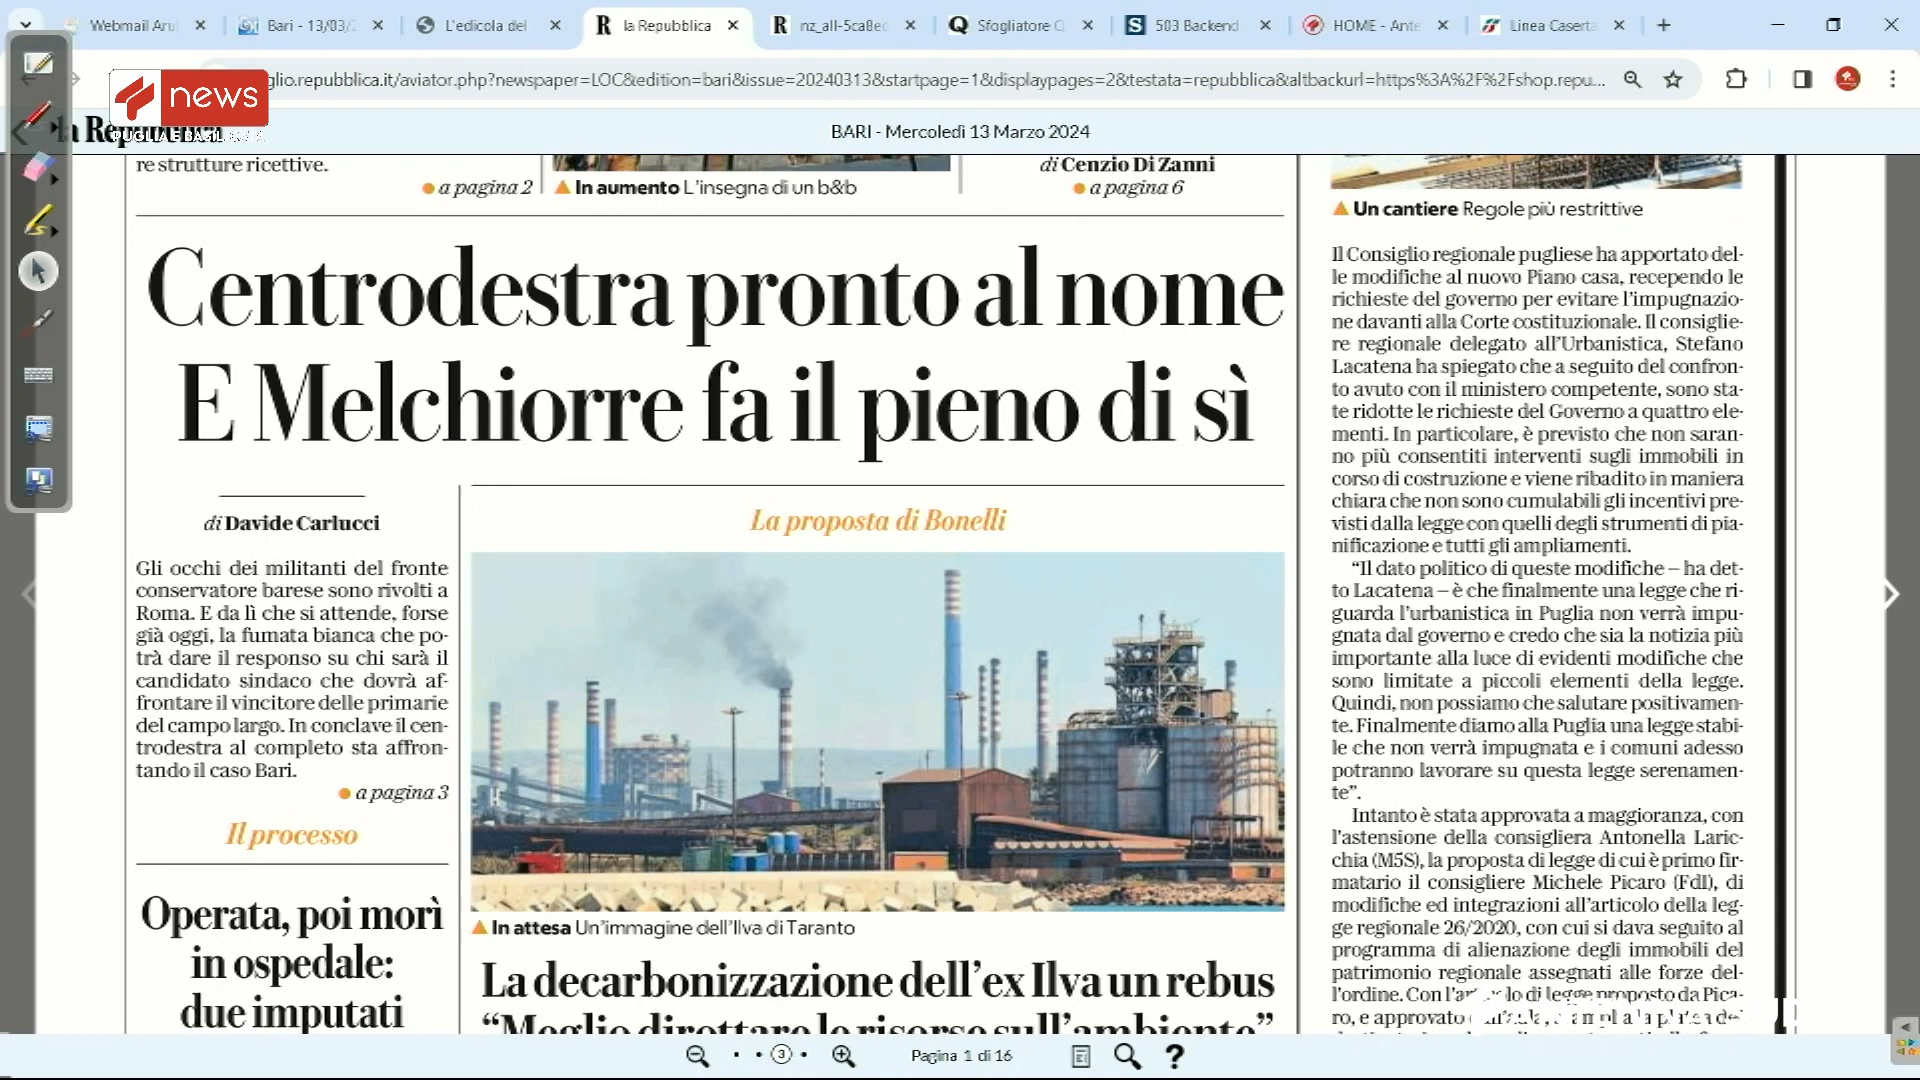 Webmail Aru
Bari - 13/03/2
L'edicola del
la Repubblica
nz_all-5ca8ec
Sfogliatore Q
503 Backend
HOME - Ante
Linea Caserta
glio.repubblica.it/aviator.php?newspaper=LOC&edition=bari&issue=20240313&startpage=1&displaypages=2&testata=repubblica&altbackurl=https%3A%2F%2Fshop.repu...
news
la Repubblica
BARI - Mercoledì 13 Marzo 2024
re strutture ricettive.
a pagina 2
In aumento L'insegna di un b&b
di Cenzio Di Zanni
a pagina 6
Centrodestra pronto al nome
E Melchiorre fa il pieno di sì
di Davide Carlucci
Gli occhi dei militanti del fronte
conservatore barese sono rivolti a
Roma. E da lì che si attende, forse
già oggi, la fumata bianca che po-
trà dare il responso su chi sarà il
candidato sindaco che dovrà af-
frontare il vincitore delle primarie
del campo largo. In conclave il cen-
trodestra al completo sta affron-
tando il caso Bari.
a pagina 3
Il processo
Operata, poi morì
in ospedale:
due imputati
La proposta di Bonelli
In attesa Un'immagine dell'Ilva di Taranto
La decarbonizzazione dell'ex Ilva un rebus
“Meglio dirottare le risorse sull'ambiente”
Un cantiere Regole più restrittive
Il Consiglio regionale pugliese ha apportato del-
le modifiche al nuovo Piano casa, recependo le
richieste del governo per evitare l'impugnazio-
ne davanti alla Corte costituzionale. Il consiglie-
re regionale delegato all'Urbanistica, Stefano
Lacatena ha spiegato che a seguito del confron-
to avuto con il ministero competente, sono sta-
te ridotte le richieste del Governo a quattro ele-
menti. In particolare, è previsto che non saran-
no più consentiti interventi sugli immobili in
corso di costruzione e viene ribadito in maniera
chiara che non sono cumulabili gli incentivi pre-
visti dalla legge con quelli degli strumenti di pia-
nificazione e tutti gli ampliamenti.
“Il dato politico di queste modifiche – ha det-
to Lacatena – è che finalmente una legge che ri-
guarda l'urbanistica in Puglia non verrà impu-
gnata dal governo e credo che sia la notizia più
importante alla luce di evidenti modifiche che
sono limitate a piccoli elementi della legge.
Quindi, non possiamo che salutare positivamen-
te. Finalmente diamo alla Puglia una legge stabi-
le che non verrà impugnata e i comuni adesso
potranno lavorare su questa legge serenamen-
te”.
Intanto è stata approvata a maggioranza, con
l'astensione della consigliera Antonella Laric-
chia (M5S), la proposta di legge di cui è primo fir-
matario il consigliere Michele Picaro (FdI), di
modifiche ed integrazioni all'articolo della leg-
ge regionale 26/2020, con cui si dava seguito al
programma di alienazione degli immobili del
patrimonio regionale assegnati alle forze del-
l'ordine. Con l'articolo di legge proposto da Pica-
ro, e approvato
Pagina 1 di 16
3